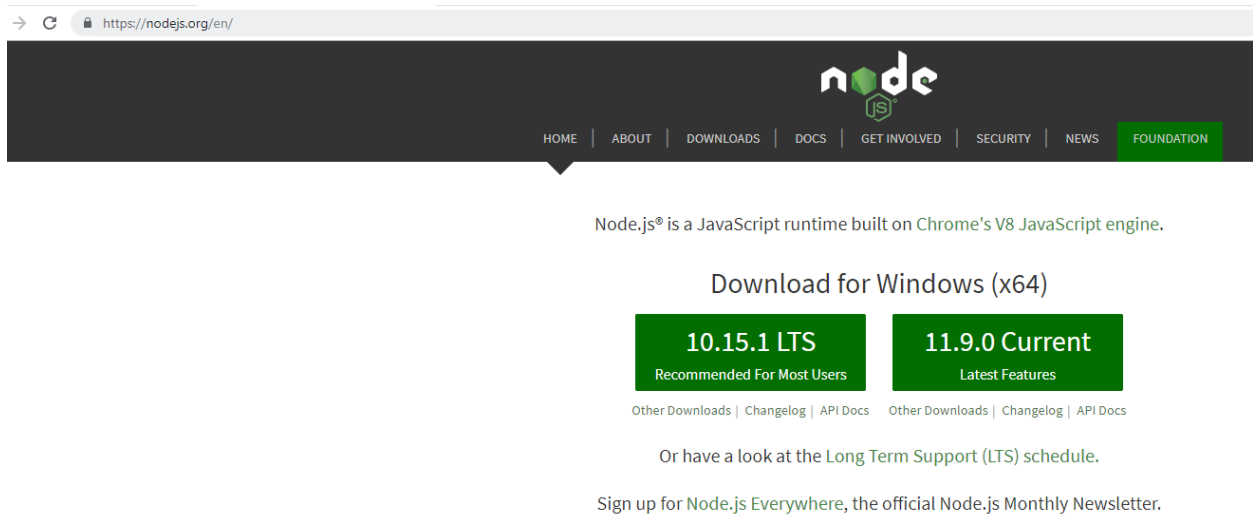 https://nodejs.org/en/
node
JS
HOME | ABOUT | DOWNLOADS | DOCS | GET INVOLVED | SECURITY | NEWS FOUNDATION
Node.js® is a JavaScript runtime built on Chrome's V8 JavaScript engine.
Download for Windows (x64)
10.15.1 LTS 11.9.0 Current
Recommended For Most Users Latest Features
Other Downloads | Changelog | API Docs Other Downloads | Changelog | API Docs
Or have a look at the Long Term Support (LTS) schedule.
Sign up for Node.js Everywhere, the official Node.js Monthly Newsletter.